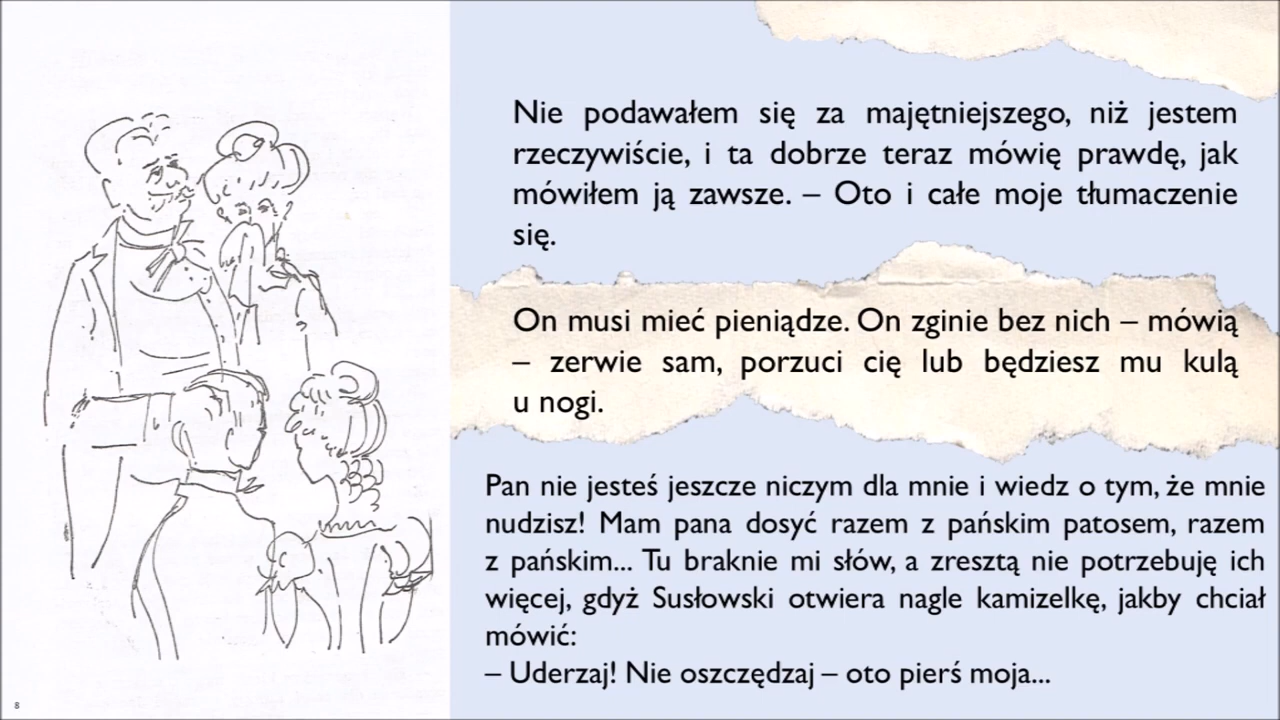 Nie podawałem się za majętniejszego, niż jestem
rzeczywiście, i ta dobrze teraz mówię prawdę, jak
mówiłem ją zawsze. – Oto i całe moje tłumaczenie
się.
On musi mieć pieniądze. On zginie bez nich – mówią
– zerwie sam, porzuci cię lub będziesz mu kulą
u nogi.
Pan nie jesteś jeszcze niczym dla mnie i wiedz o tym, że mnie
nudzisz! Mam pana dosyć razem z pańskim patosem, razem
z pańskim... Tu braknie mi słów, a zresztą nie potrzebuję ich
więcej, gdyż Susłowski otwiera nagle kamizelkę, jakby chciał
mówić:
– Uderzaj! Nie oszczędzaj – oto pierś moja...
8